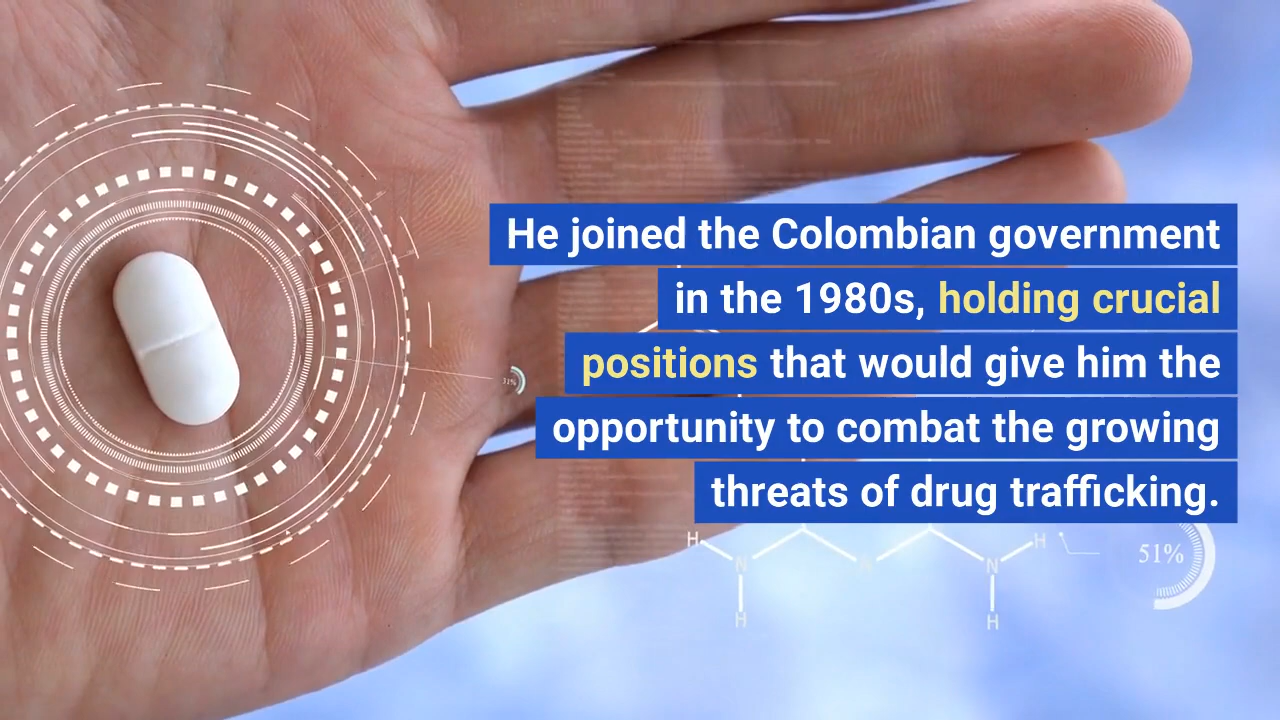 He joined the Colombian government
in the 1980s, holding crucial
positions that would give him the
opportunity to combat the growing
threats of drug trafficking.
31%
H
H
N
N
N
H
H
51%